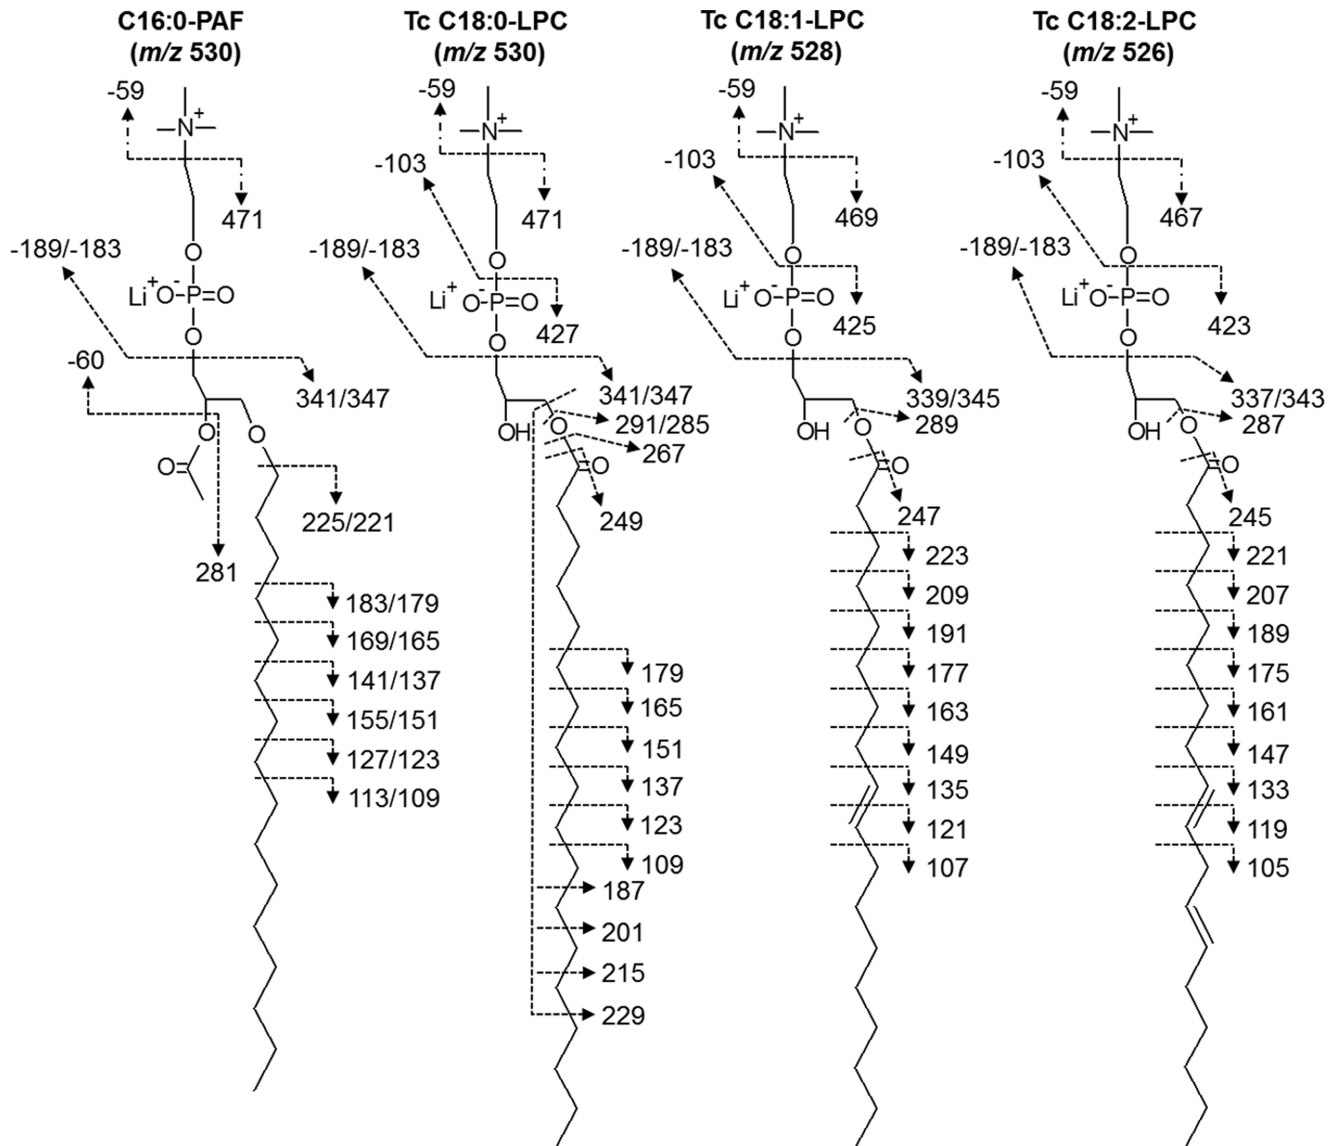 C16:0-PAF
(m/z 530)
-59
N+
471
O
-189/-183
Li+ O--P=O
O
-60
341/347
O
O
O
225/221
281
183/179
169/165
141/137
155/151
127/123
113/109
Tc C18:0-LPC
(m/z 530)
-59
N+
-103
471
-189/-183
O
Li+ O--P=O
427
O
341/347
OH
O
291/285
267
O
249
179
165
151
137
123
109
187
201
215
229
Tc C18:1-LPC
(m/z 528)
-59
N+
-103
469
-189/-183
O
Li+ O--P=O
425
O
339/345
OH
O
289
O
247
223
209
191
177
163
149
135
121
107
Tc C18:2-LPC
(m/z 526)
-59
N+
-103
467
-189/-183
O
Li+ O--P=O
423
O
337/343
OH
O
287
O
245
221
207
189
175
161
147
133
119
105